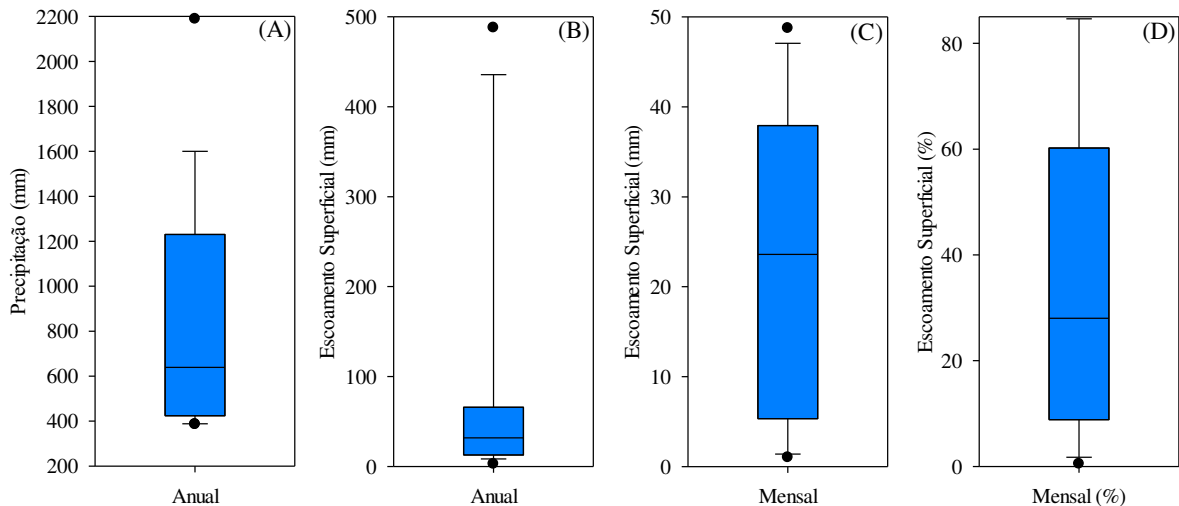 (A)
Precipitação (mm)
2200
2000
1800
1600
1400
1200
1000
800
600
400
200
Anual
(B)
Escoamento Superficial (mm)
500
400
300
200
100
0
Anual
(C)
Escoamento Superficial (mm)
50
40
30
20
10
0
Mensal
(D)
Escoamento Superficial (%)
80
60
40
20
0
Mensal (%)